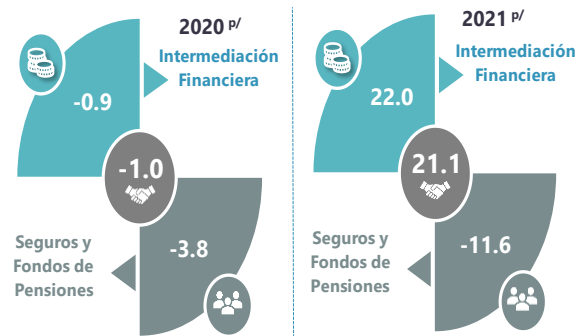 2020 p/
Intermediación
Financiera
-0.9
-1.0
Seguros y
Fondos de
Pensiones
-3.8
2021 p/
Intermediación
Financiera
22.0
21.1
Seguros y
Fondos de
Pensiones
-11.6